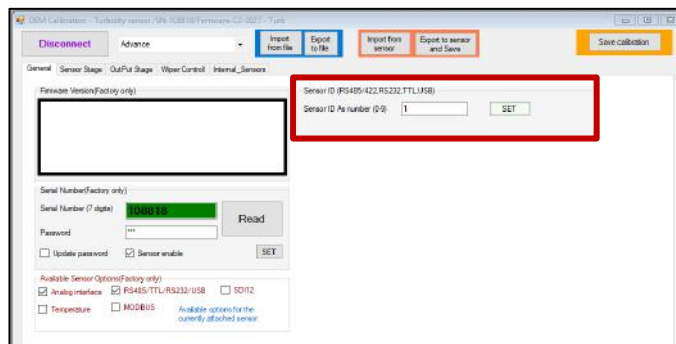 OEM Calibration - Turbidity sensor /SN-108818/Firmware-C2-0027 - Turk
Disconnect
Advance
Import from file
Export to file
Import from sensor
Export to sensor and Save
Save calibration
General Sensor Stage OutPut Stage Wiper Control Internal_Sensors
Firmware Version(Factory only)
Sensor ID (RS485/422,RS232,TTL,USB)
Sensor ID As number (0-9) 1 SET
Serial Number(Factory only)
Serial Number (7 digits) 108818
Read
Password ***
Update password Sensor enable SET
Available Sensor Options(Factory only)
Analog interface RS485/TTL/RS232/USB SDI12
Temperature MODBUS Available options for the
currently attached sensor